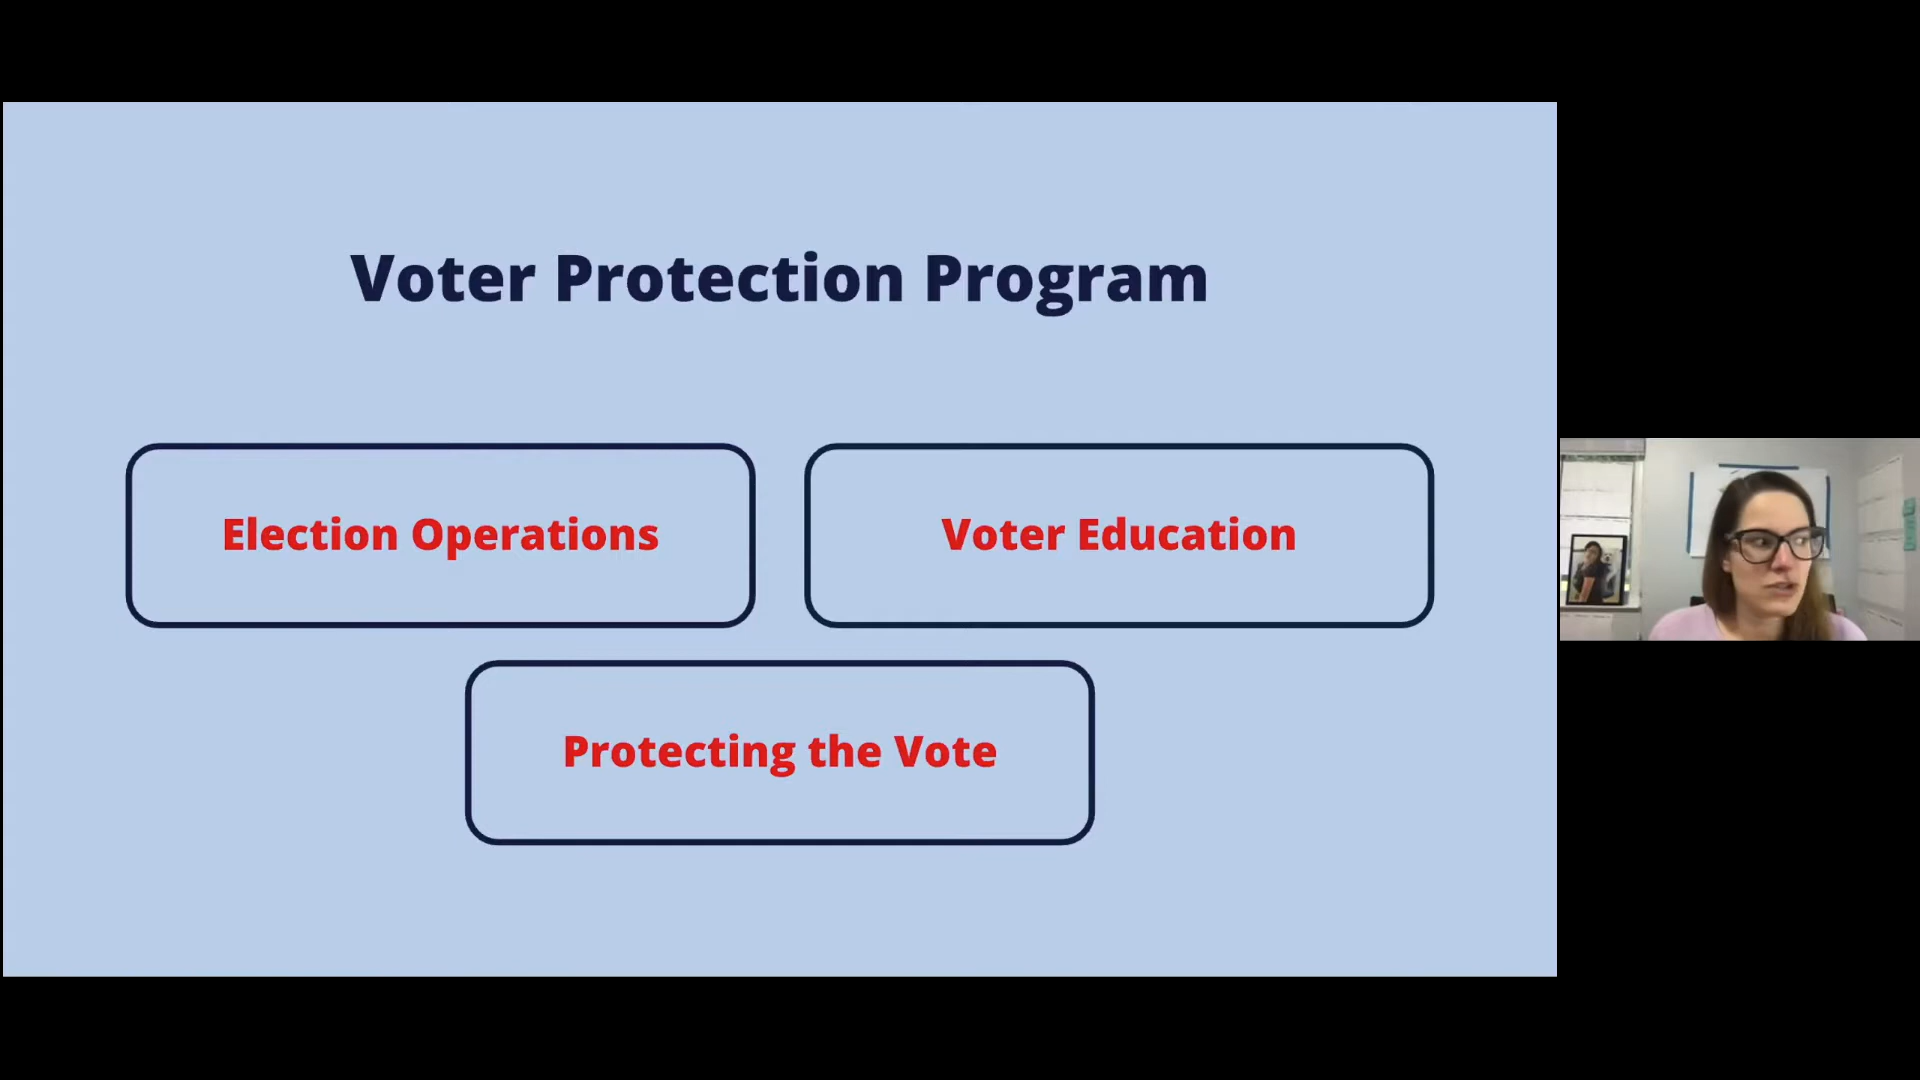 Voter Protection Program
Election Operations
Voter Education
Protecting the Vote